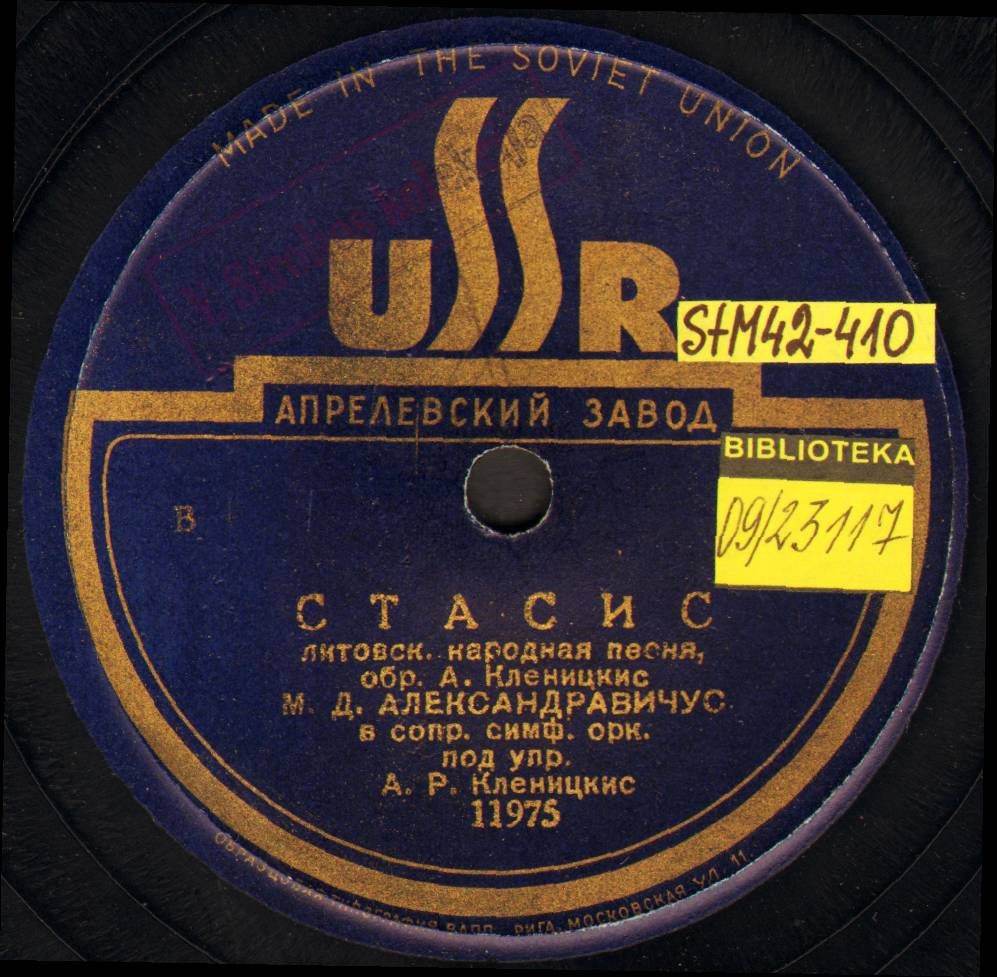 MADE IN THE SOVIET UNION
USSR
StM42-410
АПРЕЛЕВСКИЙ ЗАВОД
BIBLIOTEKA
09/23117
В
СТАСИС
литовск. народная песня,
обр. А. Кленицкис
М. Д. АЛЕКСАНДРАВИЧУС
в сопр. симф. орк.
под упр.
А. Р. Кленицкис
11975
РИГА, МОСКОВСКАЯ УЛ. 11.